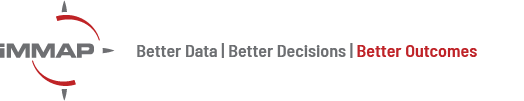 iMMAP
Better Data | Better Decisions | Better Outcomes